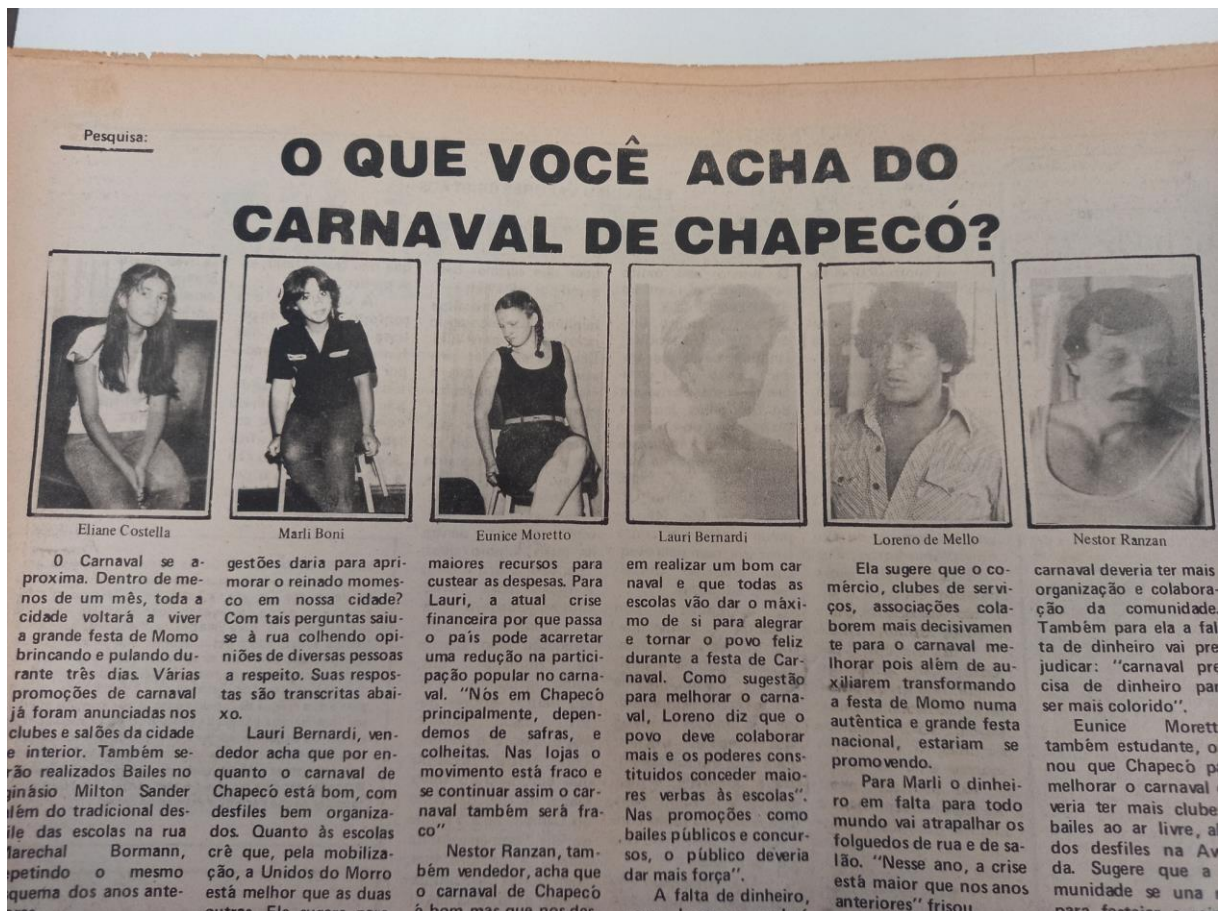 Pesquisa:
O QUE VOCÊ ACHA DO
CARNAVAL DE CHAPECÓ?
Eliane Costella
Marli Boni
Eunice Moretto
Lauri Bernardi
Loreno de Mello
Nestor Ranzan
O Carnaval se a-
proxima. Dentro de me-
nos de um mês, toda a
cidade voltará a viver
a grande festa de Momo
brincando e pulando du-
rante três dias. Várias
promoções de carnaval
já foram anunciadas nos
clubes e salões da cidade
e interior. Também se-
rão realizados Bailes no
ginásio Milton Sander
além do tradicional des-
file das escolas na rua
Marechal Bormann,
epetindo o mesmo
squema dos anos ante-
gestões daria para apri-
morar o reinado momes-
co em nossa cidade?
Com tais perguntas saiu-
se à rua colhendo opi-
niões de diversas pessoas
a respeito. Suas respos-
tas são transcritas abai-
xo.
Lauri Bernardi, ven-
dedor acha que por en-
quanto o carnaval de
Chapecó está bom, com
desfiles bem organiza-
dos. Quanto às escolas
crê que, pela mobiliza-
ção, a Unidos do Morro
está melhor que as duas
maiores recursos para
custear as despesas. Para
Lauri, a atual crise
financeira por que passa
o país pode acarretar
uma redução na partici-
pação popular no carna-
val. "Nós em Chapecó
principalmente, depen-
demos de safras, e
colheitas. Nas lojas o
movimento está fraco e
se continuar assim o car-
naval também será fra-
co"
Nestor Ranzan, tam-
bém vendedor, acha que
o carnaval de Chapecó
é bom mas que nos des-
em realizar um bom car
naval e que todas as
escolas vão dar o máxi-
mo de si para alegrar
e tornar o povo feliz
durante a festa de Car-
naval. Como sugestão
para melhorar o carna-
val, Loreno diz que o
povo deve colaborar
mais e os poderes cons-
tituidos conceder maio-
res verbas às escolas".
Nas promoções como
bailes públicos e concur-
sos, o público deveria
dar mais força".
A falta de dinheiro,
Ela sugere que o co-
mércio, clubes de servi-
ços, associações cola-
borem mais decisivamen
te para o carnaval me-
lhorar pois além de au-
xiliarem transformando
a festa de Momo numa
autêntica e grande festa
nacional, estariam se
promovendo.
Para Marli o dinhei-
ro em falta para todo
mundo vai atrapalhar os
folguedos de rua e de sa-
lão. "Nesse ano, a crise
está maior que nos anos
anteriores" frisou
carnaval deveria ter mais
organização e colabora-
ção da comunidade.
Também para ela a fal
ta de dinheiro vai pre
judicar: "carnaval pre
cisa de dinheiro par
ser mais colorido".
Eunice Morett
também estudante, o
nou que Chapecó pa
melhorar o carnaval
veria ter mais clube
bailes ao ar livre, al
dos desfiles na Av
da. Sugere que a
munidade se una